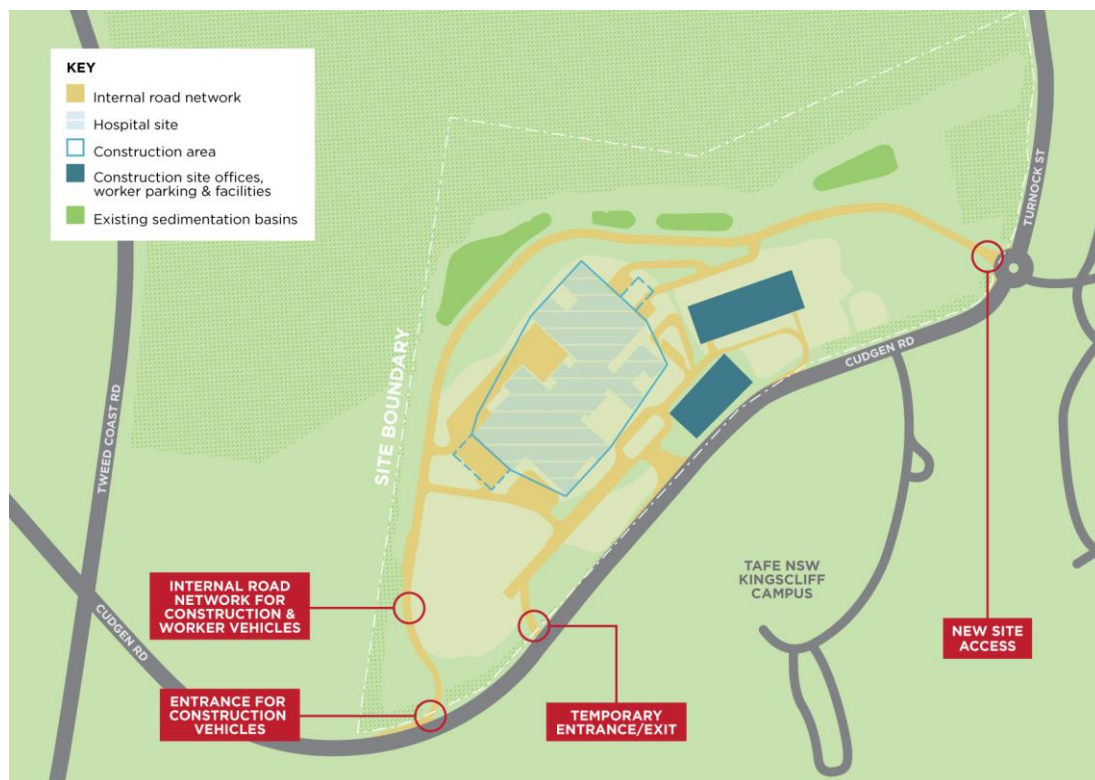 KEY
Internal road network
Hospital site
Construction area
Construction site offices,
worker parking & facilities
Existing sedimentation basins
TURNOCK ST
TWEED COAST RD
SITE BOUNDARY
CUDGEN RD
TAFE NSW
KINGSCLIFF
CAMPUS
INTERNAL ROAD
NETWORK FOR
CONSTRUCTION &
WORKER VEHICLES
CUDGEN RD
NEW SITE
ACCESS
ENTRANCE FOR
CONSTRUCTION
VEHICLES
TEMPORARY
ENTRANCE/EXIT